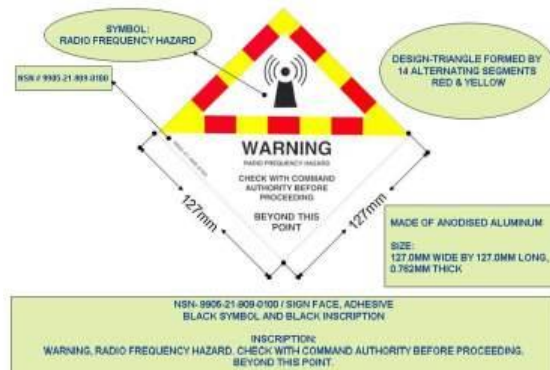 SYMBOL:
RADIO FREQUENCY HAZARD
NSN # 9905-21-909-0100
DESIGN-TRIANGLE FORMED BY
14 ALTERNATING SEGMENTS
RED & YELLOW
WARNING
RADIO FREQUENCY HAZARD
CHECK WITH COMMAND
AUTHORITY BEFORE
PROCEEDING
BEYOND THIS
POINT
127mm
127mm
MADE OF ANODISED ALUMINUM
SIZE:
127.0MM WIDE BY 127.0MM LONG,
0.762MM THICK
NSN- 9905-21-909-0100 / SIGN FACE, ADHESIVE
BLACK SYMBOL AND BLACK INSCRIPTION
INSCRIPTION:
WARNING, RADIO FREQUENCY HAZARD. CHECK WITH COMMAND AUTHORITY BEFORE PROCEEDING.
BEYOND THIS POINT.